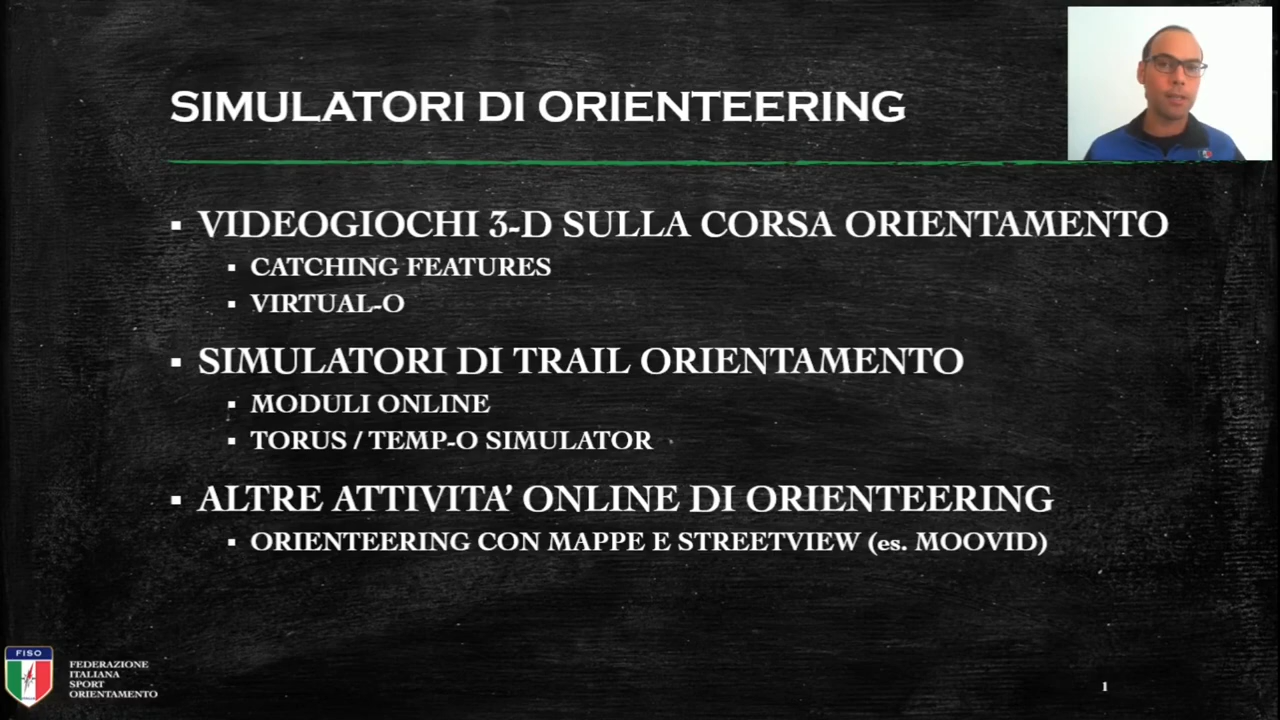 SIMULATORI DI ORIENTEERING
▪ VIDEOGIOCHI 3-D SULLA CORSA ORIENTAMENTO
▪ CATCHING FEATURES
▪ VIRTUAL-O
▪ SIMULATORI DI TRAIL ORIENTAMENTO
▪ MODULI ONLINE
▪ TORUS / TEMP-O SIMULATOR
▪ ALTRE ATTIVITA’ ONLINE DI ORIENTEERING
▪ ORIENTEERING CON MAPPE E STREETVIEW (es. MOOVID)
FISO
FEDERAZIONE
ITALIANA
SPORT
ORIENTAMENTO
1